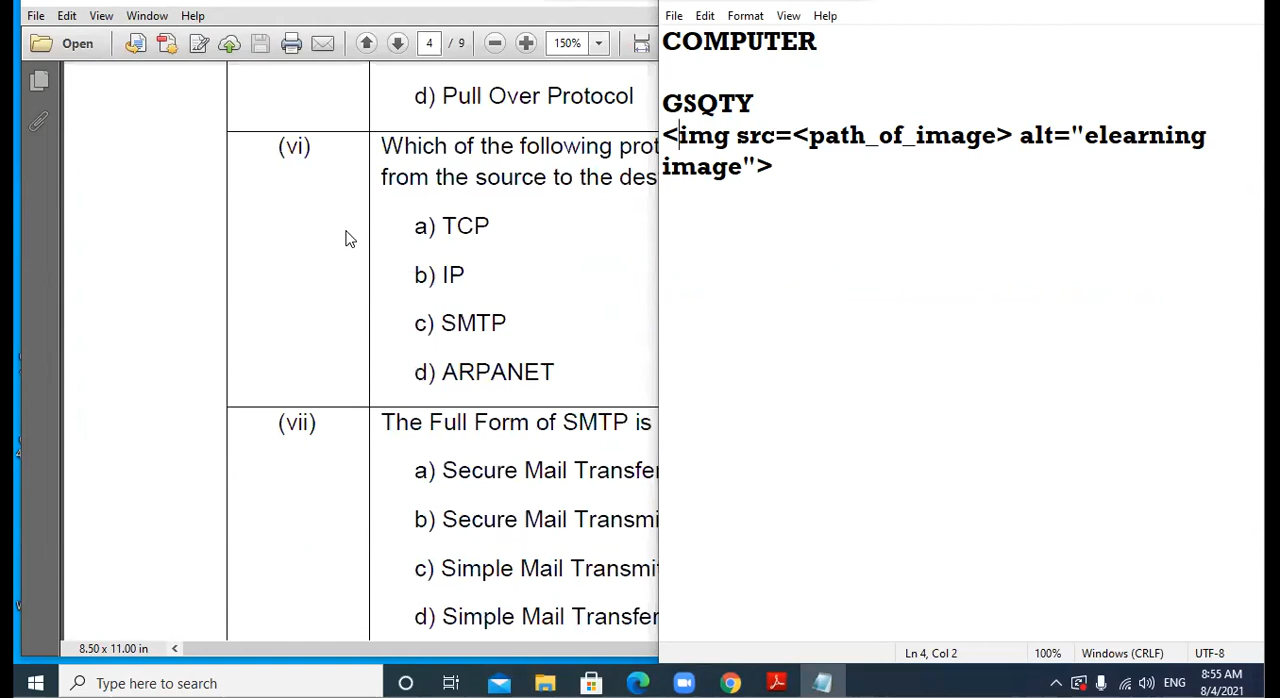 File Edit View Window Help
Open 4 / 9 150%
d) Pull Over Protocol
(vi) Which of the following prot
from the source to the des
a) TCP
b) IP
c) SMTP
d) ARPANET
(vii) The Full Form of SMTP is
a) Secure Mail Transfer
b) Secure Mail Transmi
c) Simple Mail Transmit
d) Simple Mail Transfer
8.50 x 11.00 in
File Edit Format View Help
COMPUTER
GSQTY
<img src=<path_of_image> alt="elearning
image">
Ln 4, Col 2 100% Windows (CRLF) UTF-8
Type here to search ENG 8:55 AM
8/4/2021